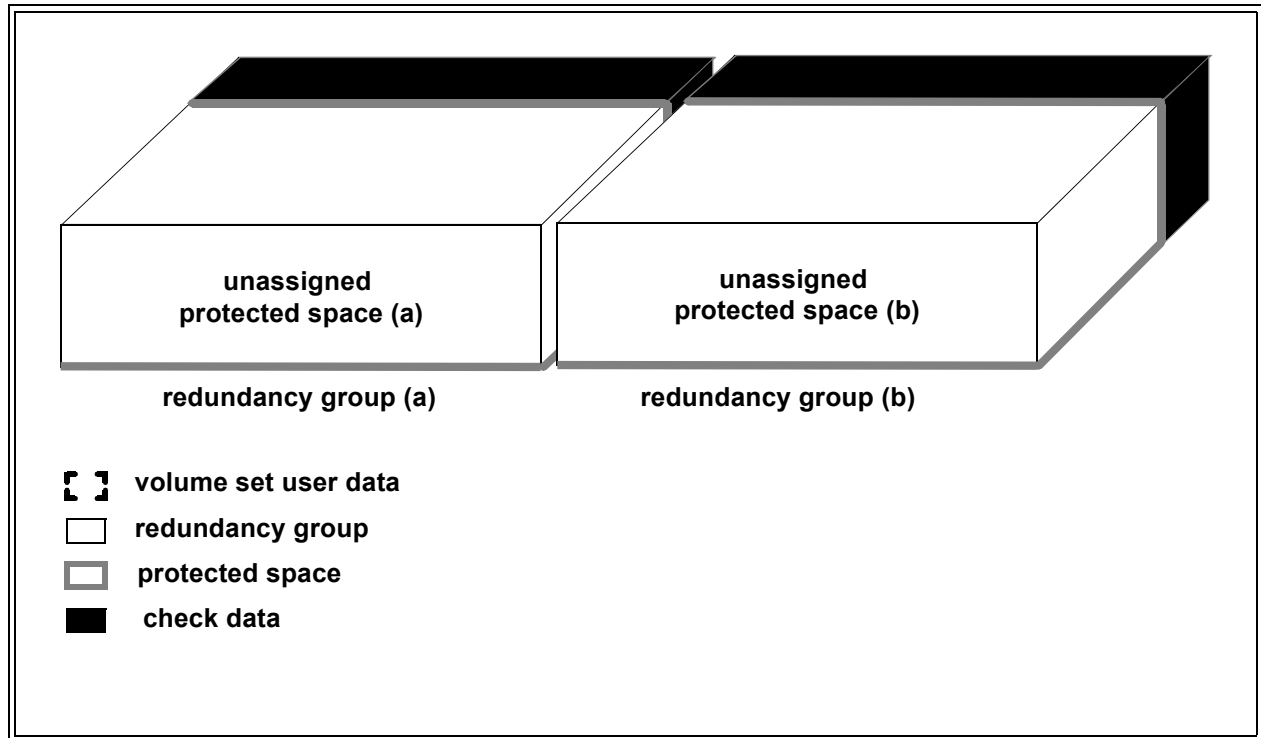 unassigned
protected space (a)
unassigned
protected space (b)
redundancy group (a)
redundancy group (b)
volume set user data
redundancy group
protected space
check data